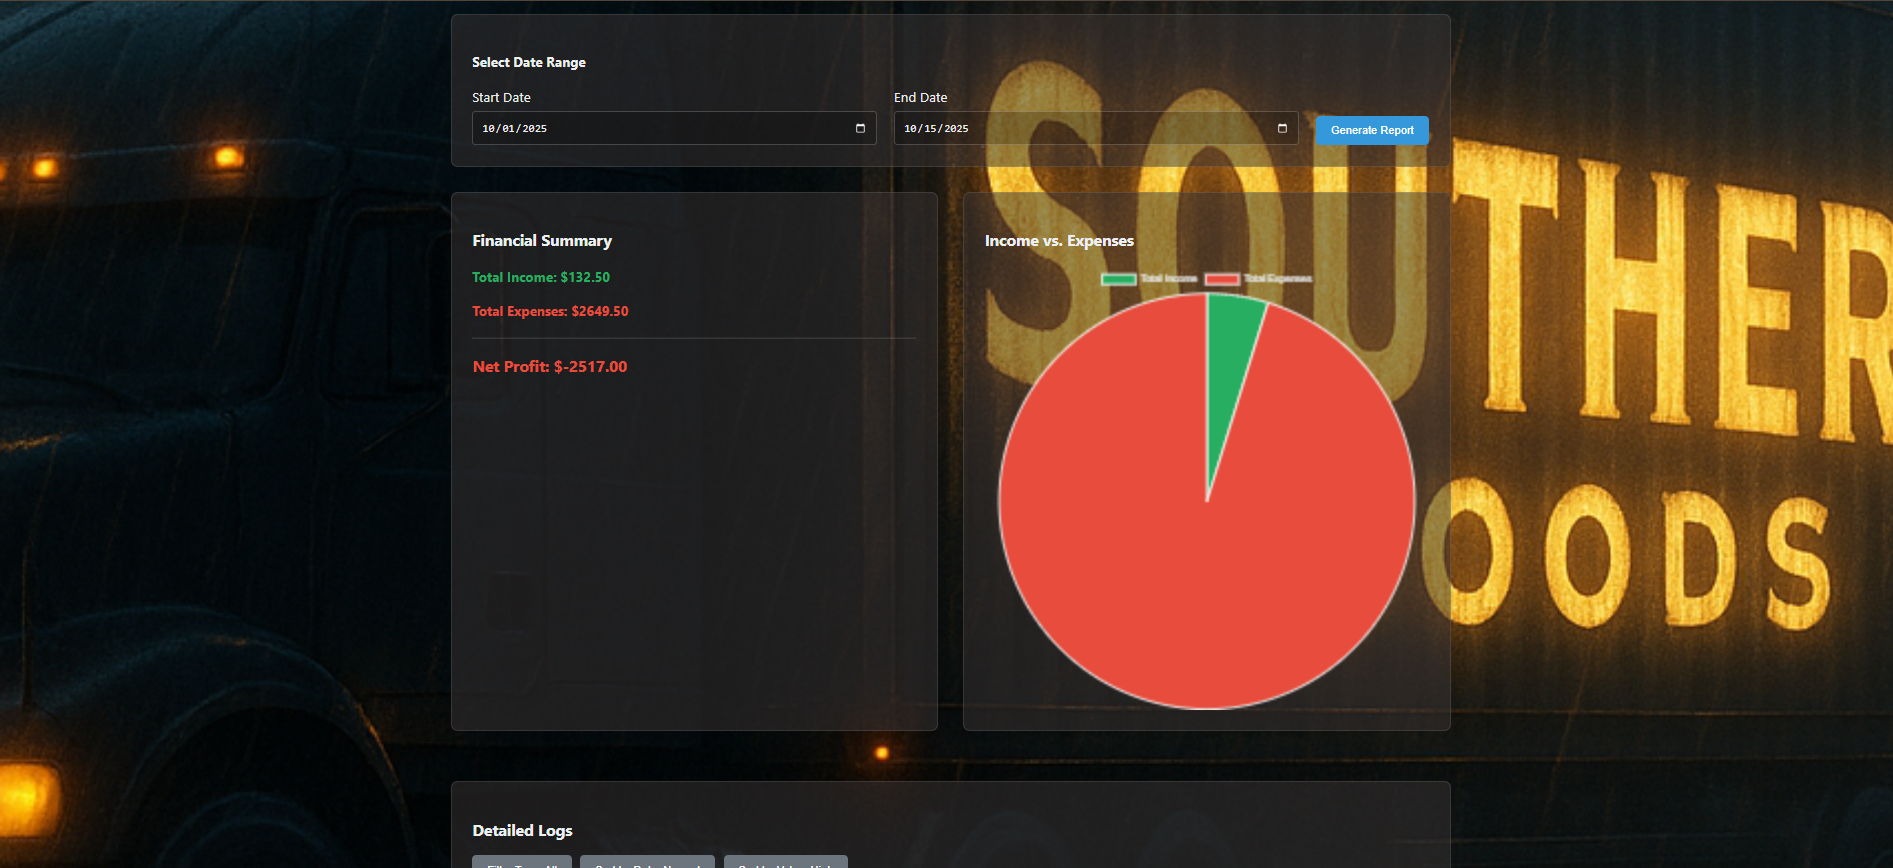 Select Date Range
Start Date
End Date
10/01/2025
10/15/2025
Generate Report
Financial Summary
Total Income: $132.50
Total Expenses: $2649.50
Net Profit: $-2517.00
Income vs. Expenses
Total Income
Total Expenses
SOUTHER
OODS
Detailed Logs